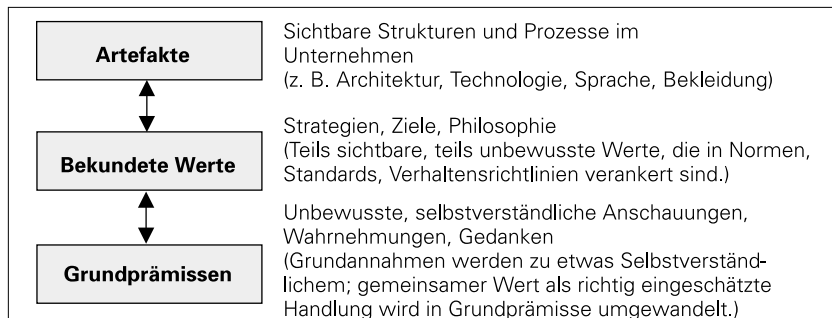 Artefakte
Sichtbare Strukturen und Prozesse im
Unternehmen
(z. B. Architektur, Technologie, Sprache, Bekleidung)
Bekundete Werte
Strategien, Ziele, Philosophie
(Teils sichtbare, teils unbewusste Werte, die in Normen,
Standards, Verhaltensrichtlinien verankert sind.)
Grundprämissen
Unbewusste, selbstverständliche Anschauungen,
Wahrnehmungen, Gedanken
(Grundannahmen werden zu etwas Selbstverständ-
lichem; gemeinsamer Wert als richtig eingeschätzte
Handlung wird in Grundprämisse umgewandelt.)